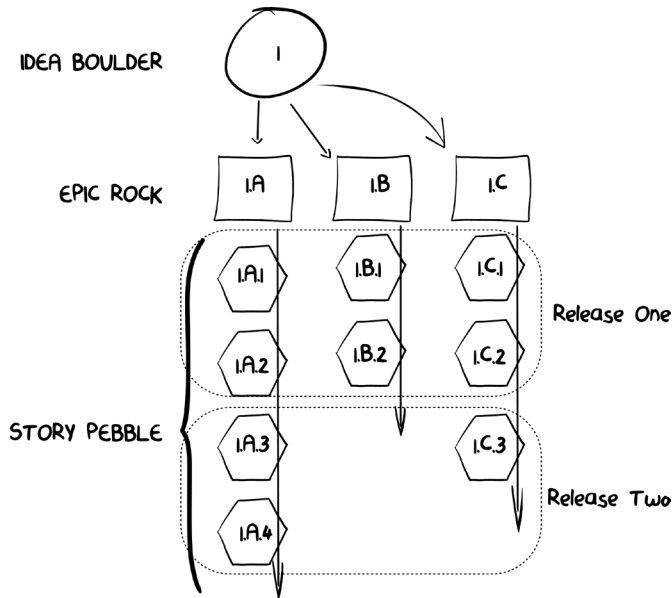 IDEA BOULDER
1
EPIC ROCK
1.A
1.B
1.C
1.A.1
1.B.1
1.C.1
Release One
1.A.2
1.B.2
1.C.2
STORY PEBBLE
1.A.3
1.C.3
Release Two
1.A.4